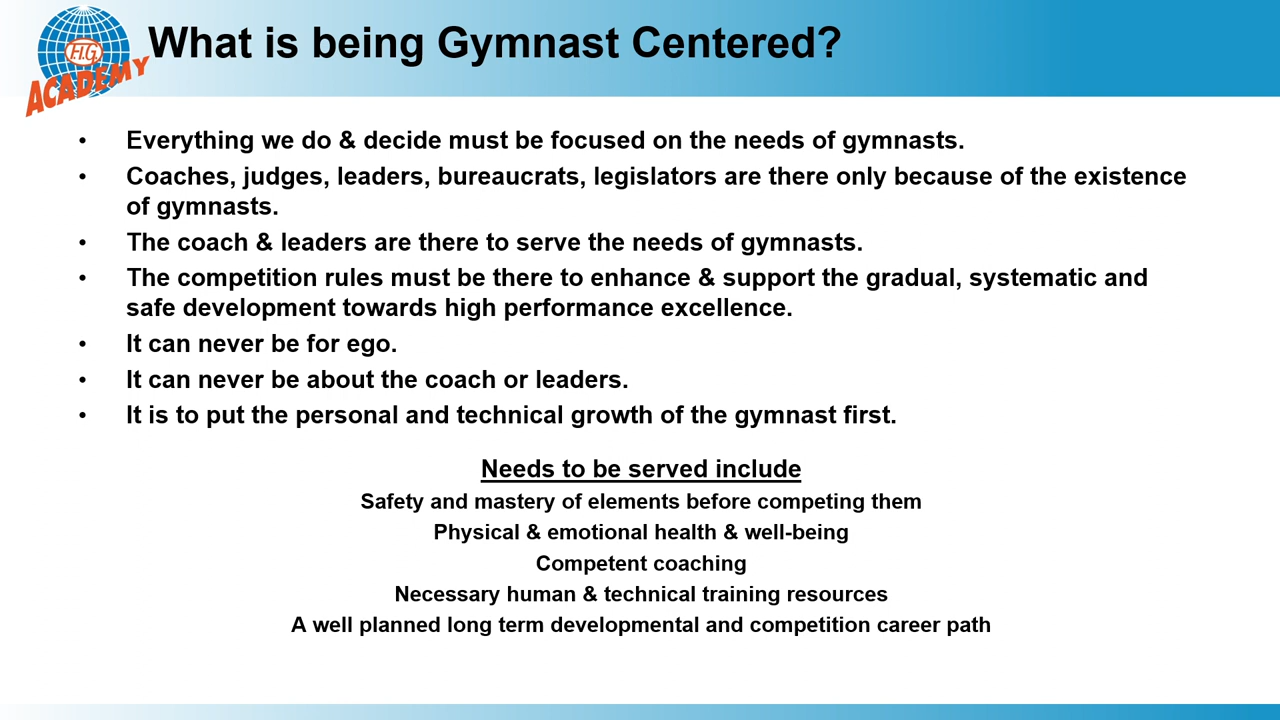 What is being Gymnast Centered?
F.I.G.
ACADEMY
• Everything we do & decide must be focused on the needs of gymnasts.
• Coaches, judges, leaders, bureaucrats, legislators are there only because of the existence
of gymnasts.
• The coach & leaders are there to serve the needs of gymnasts.
• The competition rules must be there to enhance & support the gradual, systematic and
safe development towards high performance excellence.
• It can never be for ego.
• It can never be about the coach or leaders.
• It is to put the personal and technical growth of the gymnast first.
Needs to be served include
Safety and mastery of elements before competing them
Physical & emotional health & well-being
Competent coaching
Necessary human & technical training resources
A well planned long term developmental and competition career path